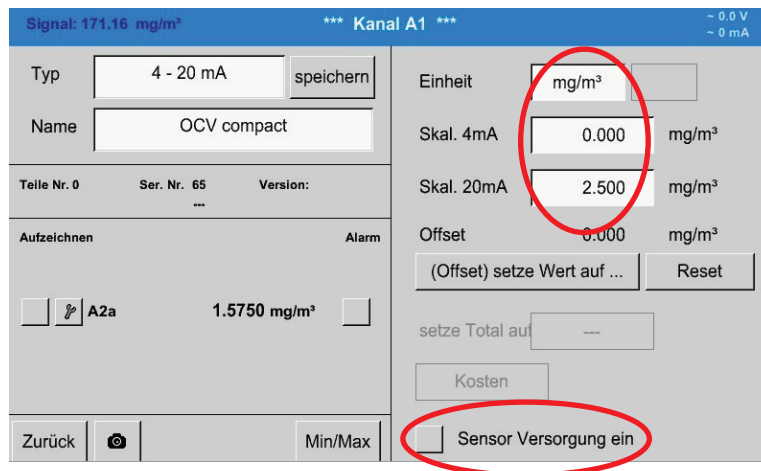 Signal: 171.16 mg/m³
*** Kanal A1 ***
~ 0.0 V
~ 0 mA
Typ 4 - 20 mA speichern
Name OCV compact
Teile Nr. 0 Ser. Nr. 65 Version:
---
Aufzeichnen Alarm
A2a 1.5750 mg/m³
Zurück Min/Max
Einheit mg/m³
Skal. 4mA 0.000 mg/m³
Skal. 20mA 2.500 mg/m³
Offset 0.000 mg/m³
(Offset) setze Wert auf ... Reset
setze Total auf ---
Kosten
Sensor Versorgung ein